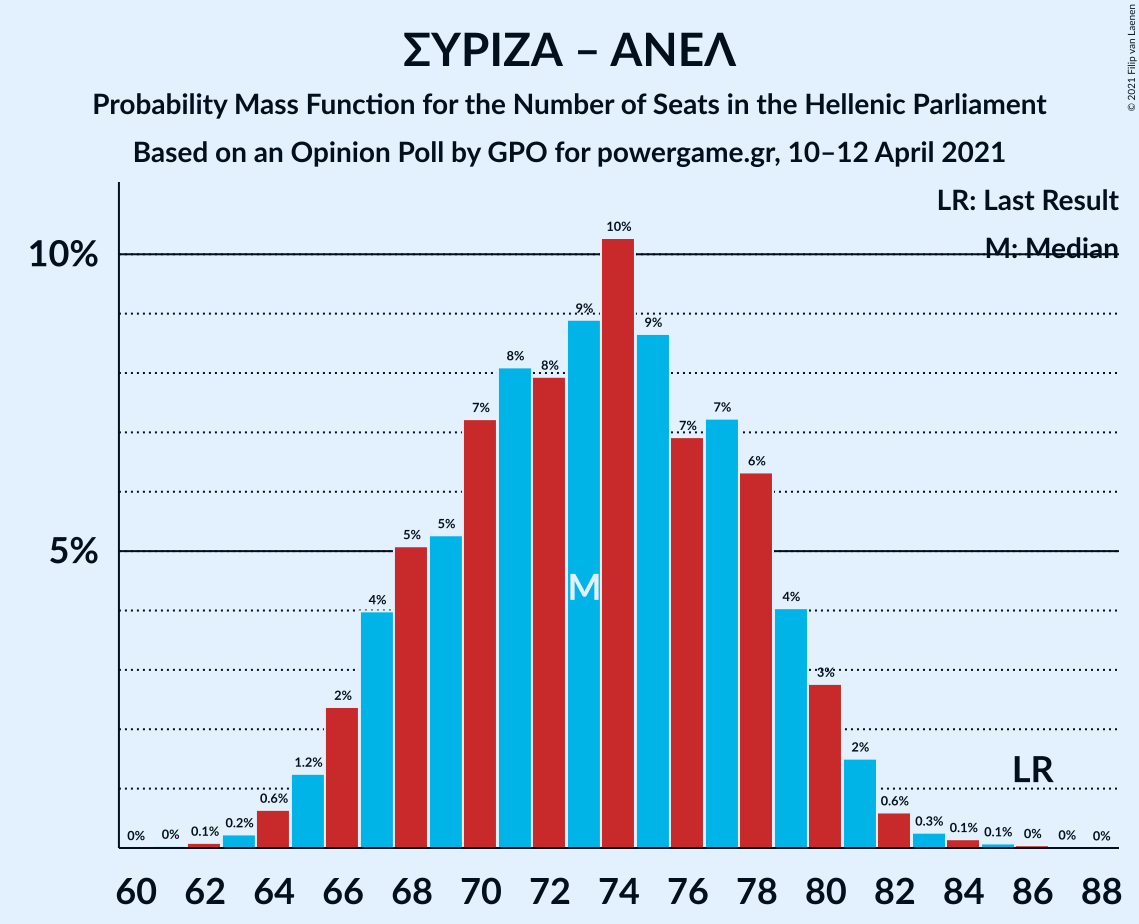 © 2021 Filip van Laenen
ΣΥΡΙΖΑ – ΑΝΕΛ
Probability Mass Function for the Number of Seats in the Hellenic Parliament
Based on an Opinion Poll by GPO for powergame.gr, 10–12 April 2021
LR: Last Result
M: Median
10%
5%
0% 0% 0.1% 0.2% 0.6% 1.2% 2% 4% 5% 5% 7% 8% 8% 9% 10% 9% 7% 7% 6% 4% 3% 2% 0.6% 0.3% 0.1% 0.1% 0% 0% 0%
M
LR
60 62 64 66 68 70 72 74 76 78 80 82 84 86 88